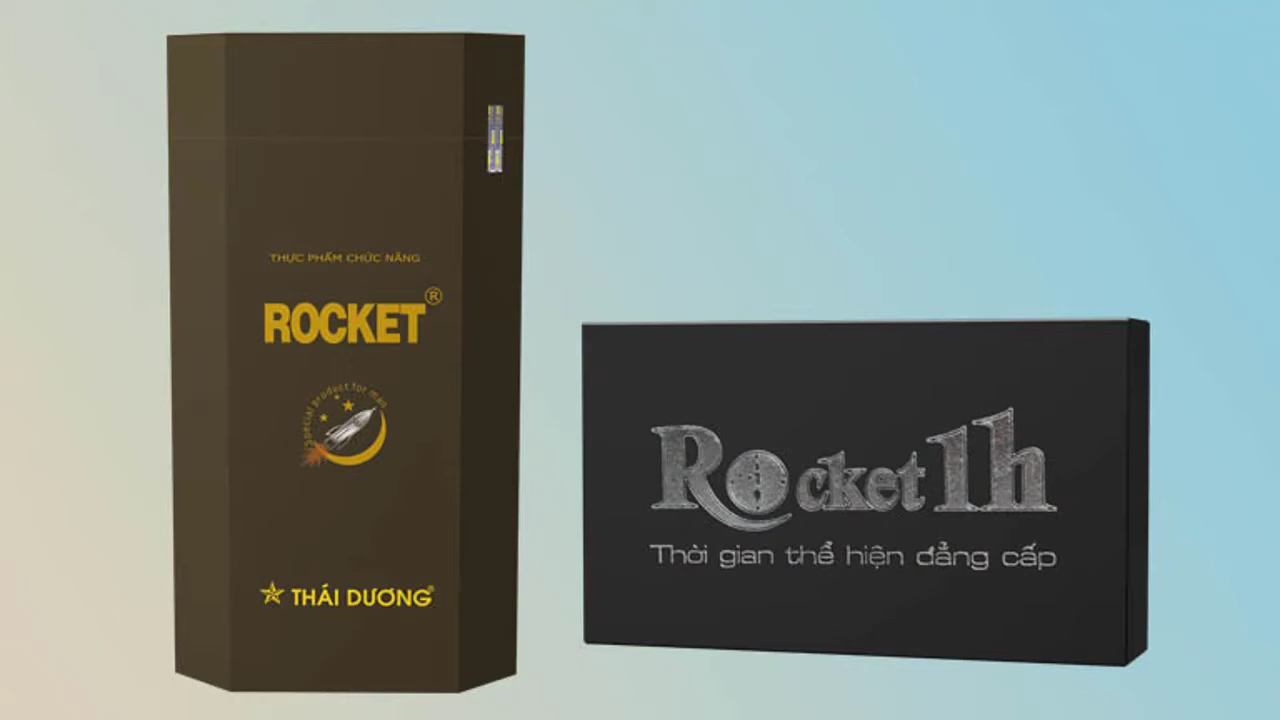 THỰC PHẨM CHỨC NĂNG
ROCKET®
Special product for man
THÁI DƯƠNG®
Rocket 1h
Thời gian thể hiện đẳng cấp